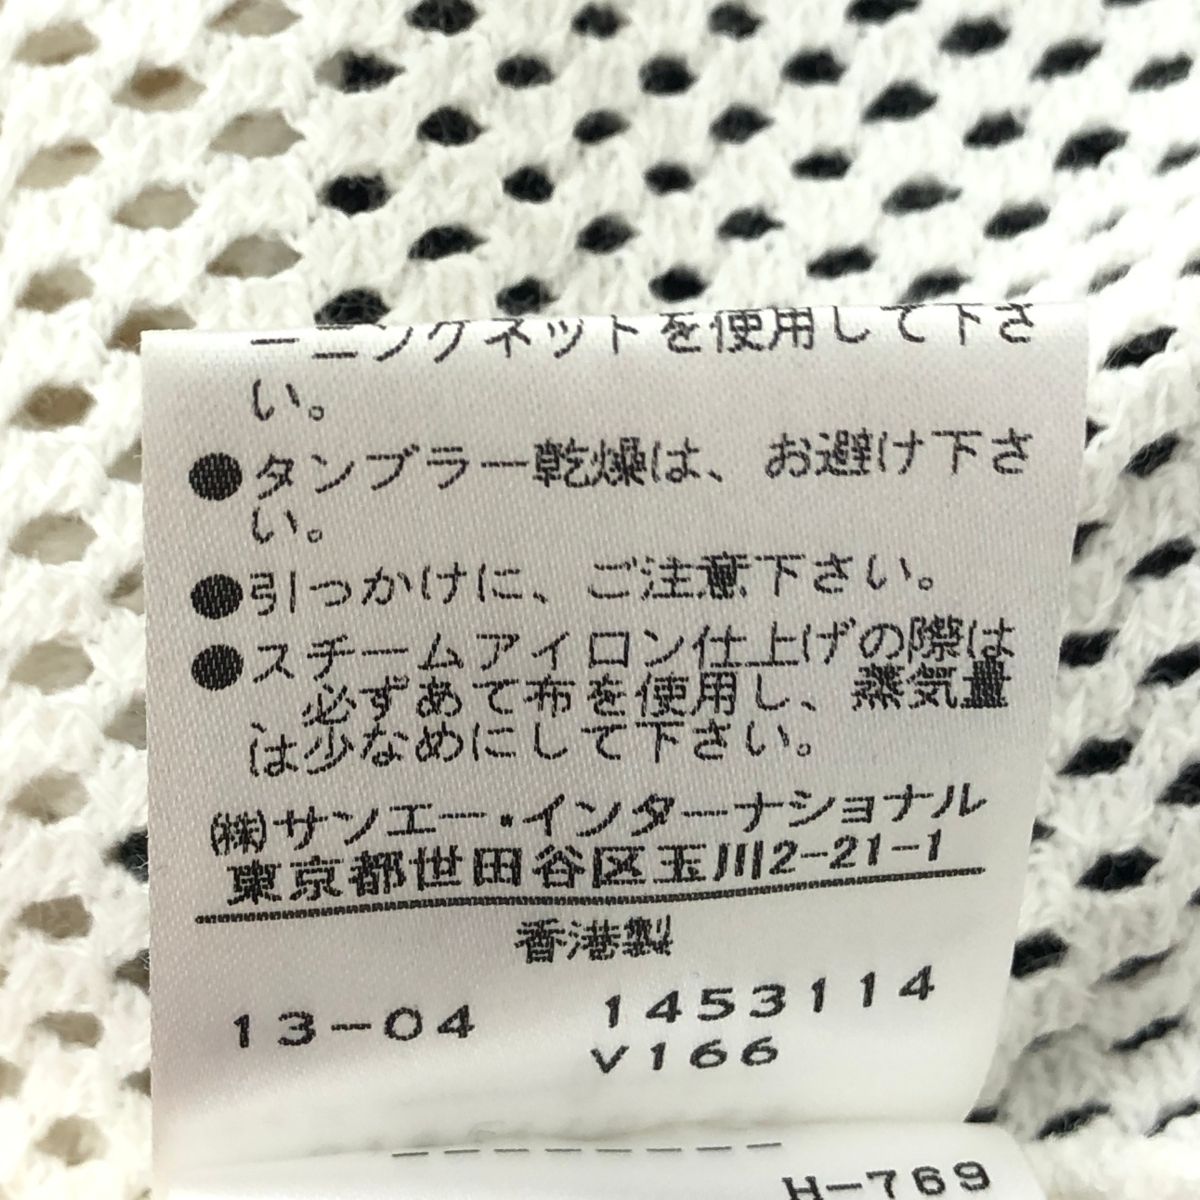 ーニングネットを使用して下さ
い。
●タンブラー乾燥は、お避け下さ
い。
●引っかけに、ご注意下さい。
●スチームアイロン仕上げの際は
必ずあて布を使用し、蒸気量
は少なめにして下さい。
(株)サンエー・インターナショナル
東京都世田谷区玉川2-21-1
香港製
13-04 1453114
V166
H-769